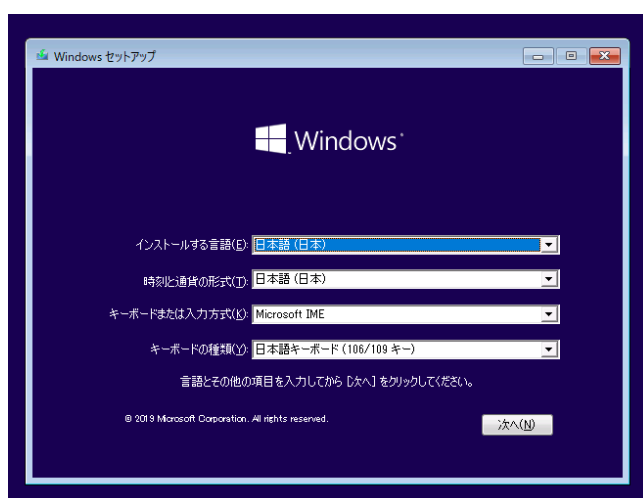 Windows セットアップ
Windows
インストールする言語(E): 日本語 (日本)
時刻と通貨の形式(T): 日本語 (日本)
キーボードまたは入力方式(K): Microsoft IME
キーボードの種類(Y): 日本語キーボード (106/109 キー)
言語とその他の項目を入力してから [次へ] をクリックしてください。
© 2019 Microsoft Corporation. All rights reserved.
次へ(N)